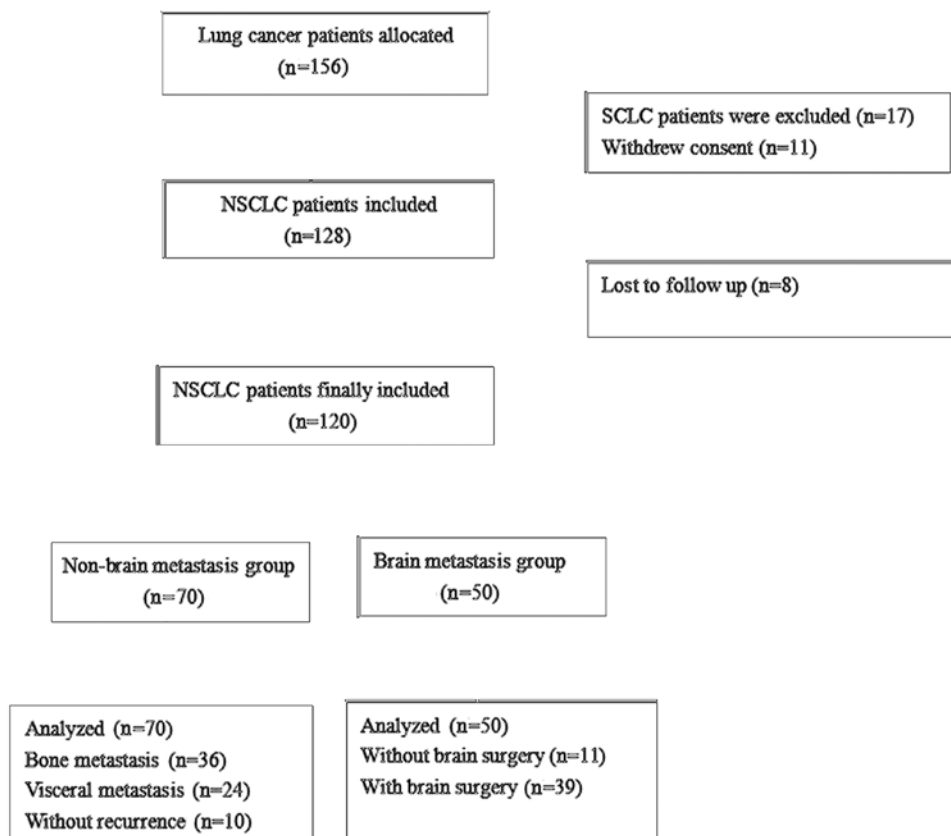 Lung cancer patients allocated
(n=156)
SCLC patients were excluded (n=17)
Withdrew consent (n=11)
NSCLC patients included
(n=128)
Lost to follow up (n=8)
NSCLC patients finally included
(n=120)
Non-brain metastasis group
(n=70)
Brain metastasis group
(n=50)
Analyzed (n=70)
Bone metastasis (n=36)
Visceral metastasis (n=24)
Without recurrence (n=10)
Analyzed (n=50)
Without brain surgery (n=11)
With brain surgery (n=39)